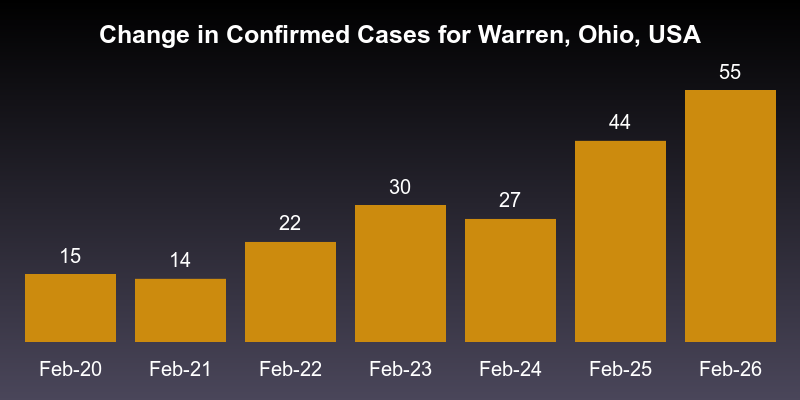 Change in Confirmed Cases for Warren, Ohio, USA
15
14
22
30
27
44
55
Feb-20
Feb-21
Feb-22
Feb-23
Feb-24
Feb-25
Feb-26